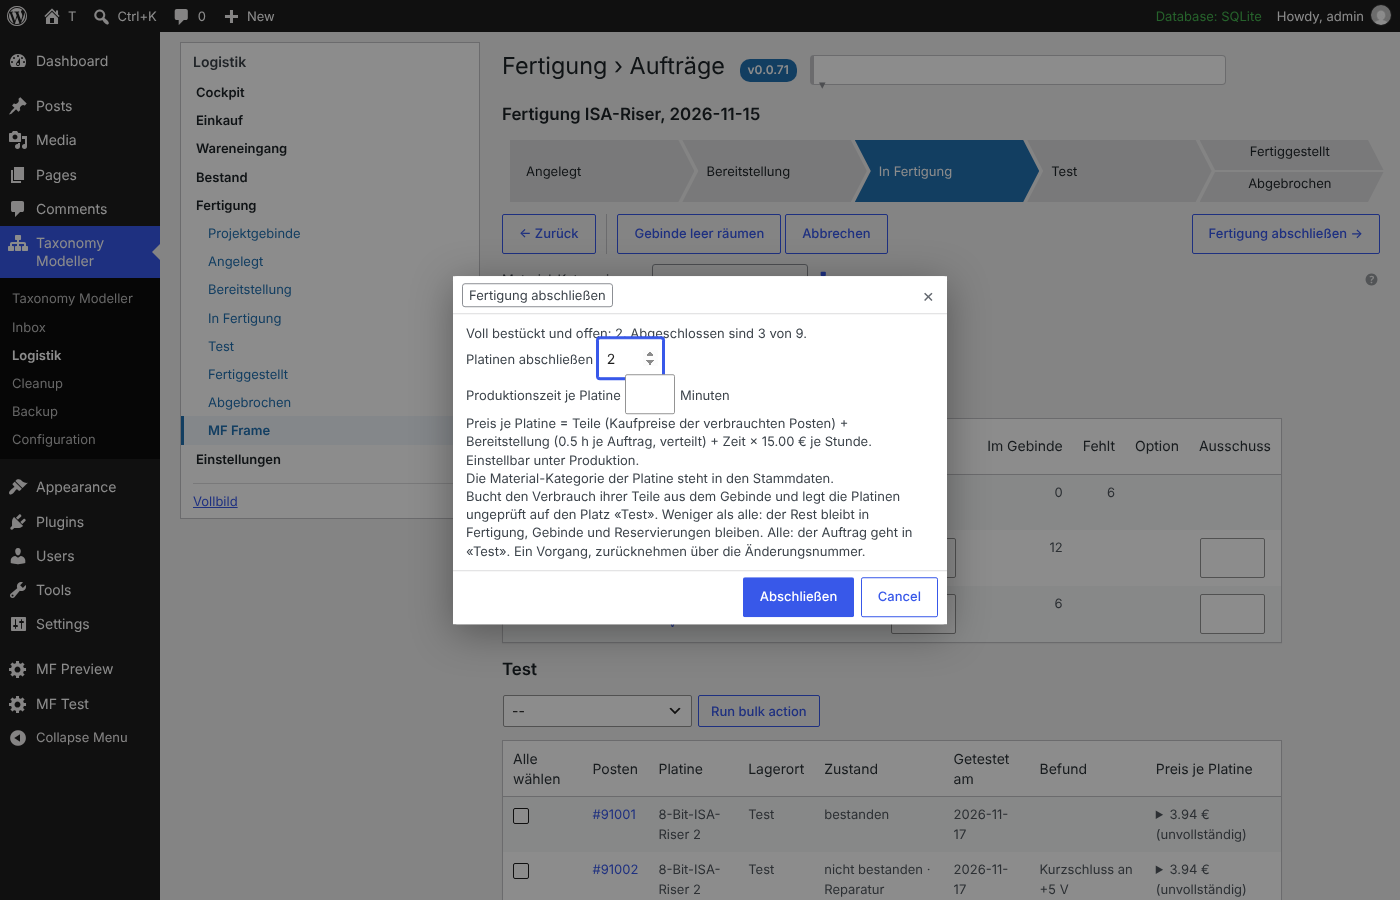 T
Ctrl+K
0
New
Database: SQLite
Howdy, admin
Dashboard
Posts
Media
Pages
Comments
Taxonomy
Modeller
Taxonomy Modeller
Inbox
Logistik
Cleanup
Backup
Configuration
Appearance
Plugins
Users
Tools
Settings
MF Preview
MF Test
Collapse Menu
Logistik
Cockpit
Einkauf
Wareneingang
Bestand
Fertigung
Projektgebinde
Angelegt
Bereitstellung
In Fertigung
Test
Fertiggestellt
Abgebrochen
MF Frame
Einstellungen
Vollbild
Fertigung › Aufträge
v0.0.71
Fertigung ISA-Riser, 2026-11-15
Angelegt
Bereitstellung
In Fertigung
Test
Fertiggestellt
Abgebrochen
← Zurück
Gebinde leer räumen
Abbrechen
Fertigung abschließen →
?
Fertigung abschließen
×
Voll bestückt und offen: 2. Abgeschlossen sind 3 von 9.
Platinen abschließen 2
Produktionszeit je Platine Minuten
Preis je Platine = Teile (Kaufpreise der verbrauchten Posten) +
Bereitstellung (0.5 h je Auftrag, verteilt) + Zeit × 15.00 € je Stunde.
Einstellbar unter Produktion.
Die Material-Kategorie der Platine steht in den Stammdaten.
Bucht den Verbrauch ihrer Teile aus dem Gebinde und legt die Platinen
ungeprüft auf den Platz «Test». Weniger als alle: der Rest bleibt in
Fertigung, Gebinde und Reservierungen bleiben. Alle: der Auftrag geht in
«Test». Ein Vorgang, zurücknehmen über die Änderungsnummer.
Abschließen
Cancel
Im Gebinde Fehlt Option Ausschuss
0 6
12
6
Test
--
Run bulk action
Alle wählen Posten Platine Lagerort Zustand Getestet am Befund Preis je Platine
#91001 8-Bit-ISA-Riser 2 Test bestanden 2026-11-17 ▶ 3.94 € (unvollständig)
#91002 8-Bit-ISA-Riser 2 Test nicht bestanden · Reparatur 2026-11-17 Kurzschluss an +5 V ▶ 3.94 € (unvollständig)